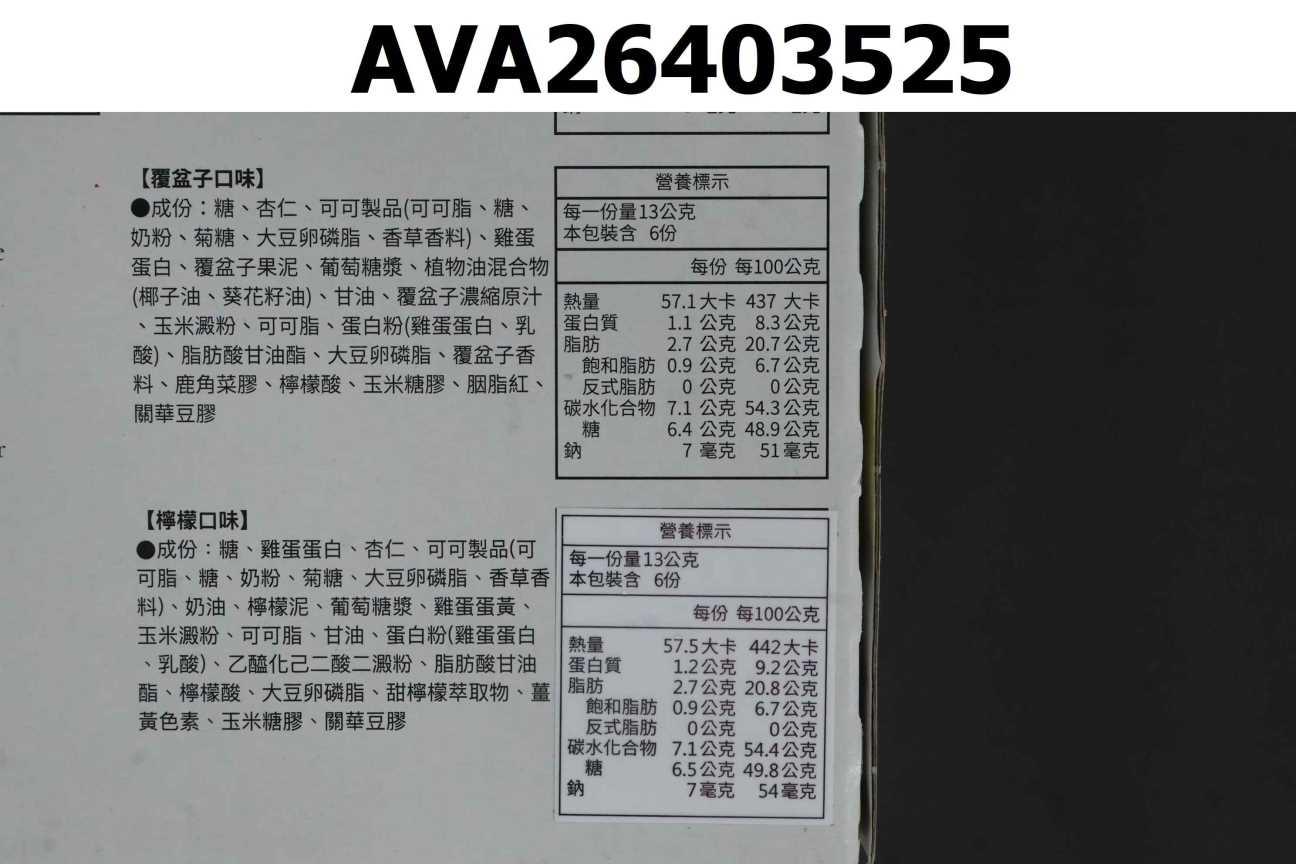 AVA26403525
【覆盆子口味】
●成份：糖、杏仁、可可製品(可可脂、糖、
奶粉、菊糖、大豆卵磷脂、香草香料)、雞蛋
蛋白、覆盆子果泥、葡萄糖漿、植物油混合物
(椰子油、葵花籽油)、甘油、覆盆子濃縮原汁
、玉米澱粉、可可脂、蛋白粉(雞蛋蛋白、乳
酸)、脂肪酸甘油酯、大豆卵磷脂、覆盆子香
料、鹿角菜膠、檸檬酸、玉米糖膠、胭脂紅、
關華豆膠
營養標示
每一份量13公克
本包裝含 6份
每份 每100公克
熱量 57.1大卡 437 大卡
蛋白質 1.1 公克 8.3公克
脂肪 2.7 公克 20.7公克
飽和脂肪 0.9 公克 6.7公克
反式脂肪 0 公克 0公克
碳水化合物 7.1 公克 54.3公克
糖 6.4 公克 48.9公克
鈉 7 毫克 51毫克
【檸檬口味】
●成份：糖、雞蛋蛋白、杏仁、可可製品(可
可脂、糖、奶粉、菊糖、大豆卵磷脂、香草香
料)、奶油、檸檬泥、葡萄糖漿、雞蛋蛋黃、
玉米澱粉、可可脂、甘油、蛋白粉(雞蛋蛋白
、乳酸)、乙醯化己二酸二澱粉、脂肪酸甘油
酯、檸檬酸、大豆卵磷脂、甜檸檬萃取物、薑
黃色素、玉米糖膠、關華豆膠
營養標示
每一份量13公克
本包裝含 6份
每份 每100公克
熱量 57.5大卡 442大卡
蛋白質 1.2公克 9.2公克
脂肪 2.7公克 20.8公克
飽和脂肪 0.9公克 6.7公克
反式脂肪 0公克 0公克
碳水化合物 7.1公克 54.4公克
糖 6.5公克 49.8公克
鈉 7毫克 54毫克